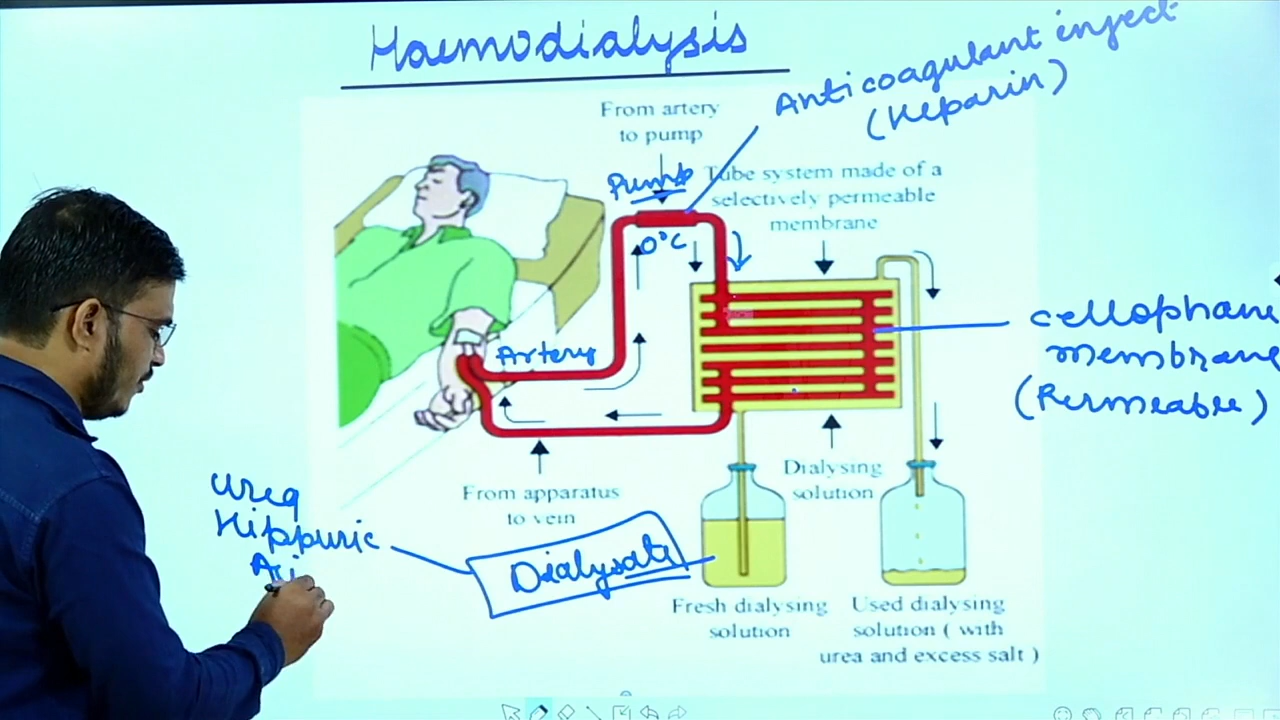 Haemodialysis
Anticoagulant inject
(Heparin)
From artery
to pump
Pump
0°C
Tube system made of a
selectively permeable
membrane
Artery
cellophane
membrane
(Permeable)
From apparatus
to vein
Dialysing
solution
Urea
Hippuric
Dialysate
Fresh dialysing
solution
Used dialysing
solution ( with
urea and excess salt )